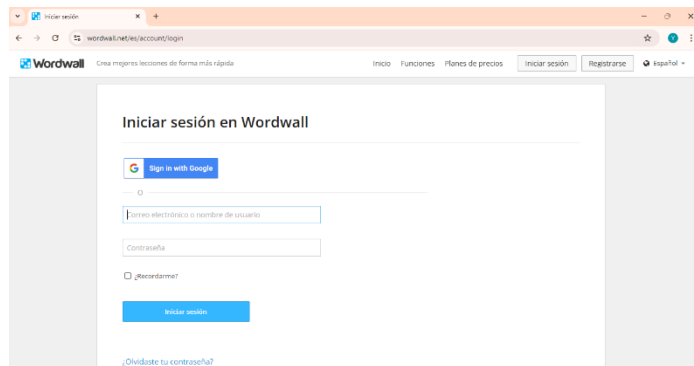 Iniciar sesión
wordwall.net/es/account/login
Wordwall Crea mejores lecciones de forma más rápida Inicio Funciones Planes de precios Iniciar sesión Registrarse Español
Iniciar sesión en Wordwall
G Sign in with Google
O
Correo electrónico o nombre de usuario
Contraseña
¿Recordarme?
Iniciar sesión
¿Olvidaste tu contraseña?